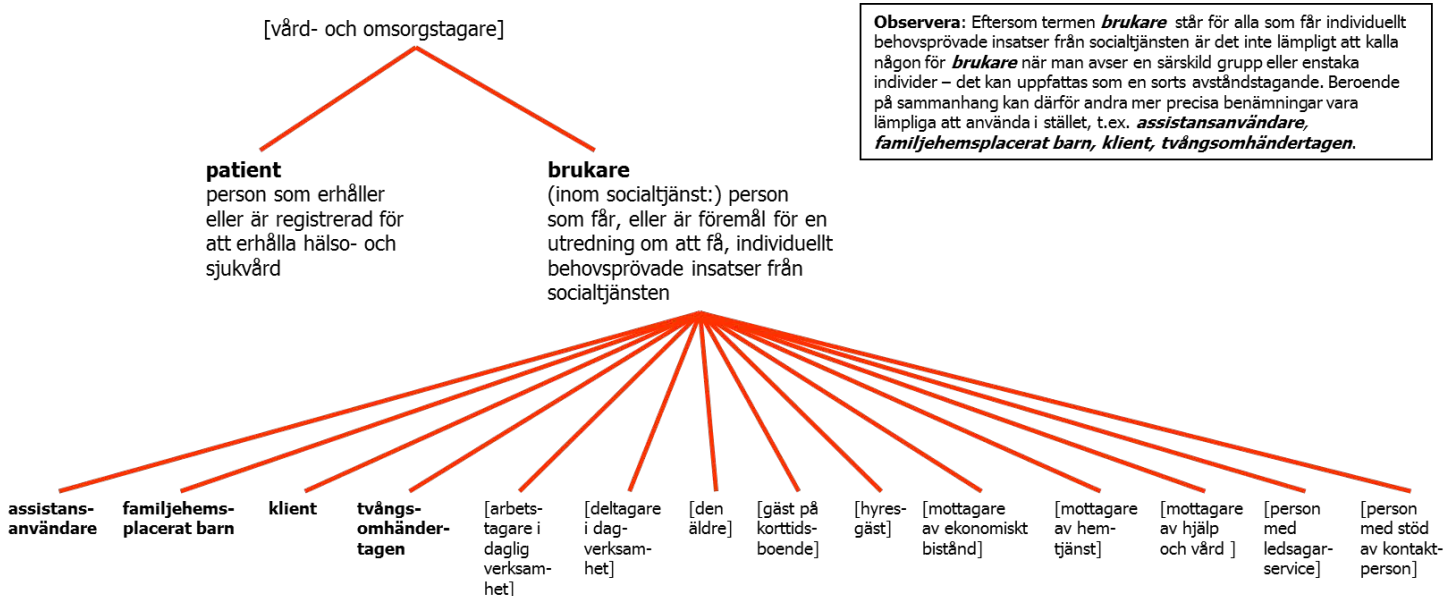 [vård- och omsorgstagare]
Observera: Eftersom termen brukare står för alla som får individuellt
behovsprövade insatser från socialtjänsten är det inte lämpligt att kalla
någon för brukare när man avser en särskild grupp eller enstaka
individer – det kan uppfattas som en sorts avståndstagande. Beroende
på sammanhang kan därför andra mer precisa benämningar vara
lämpliga att använda i stället, t.ex. assistansanvändare,
familjehemsplacerat barn, klient, tvångsomhändertagen.
patient
person som erhåller
eller är registrerad för
att erhålla hälso- och
sjukvård
brukare
(inom socialtjänst:) person
som får, eller är föremål för en
utredning om att få, individuellt
behovsprövade insatser från
socialtjänsten
assistans-
användare
familjehems-
placerat barn
klient
tvångs-
omhänder-
tagen
[arbets-
tagare i
daglig
verksam-
het]
[deltagare
i dag-
verksam-
het]
[den
äldre]
[gäst på
korttids-
boende]
[hyres-
gäst]
[mottagare
av ekonomiskt
bistånd]
[mottagare
av hem-
tjänst]
[mottagare
av hjälp
och vård ]
[person
med
ledsagar-
service]
[person
med stöd
av kontakt-
person]